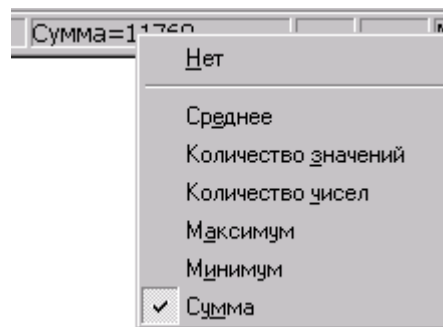 Сумма=11760
Нет
Среднее
Количество значений
Количество чисел
Максимум
Минимум
Сумма